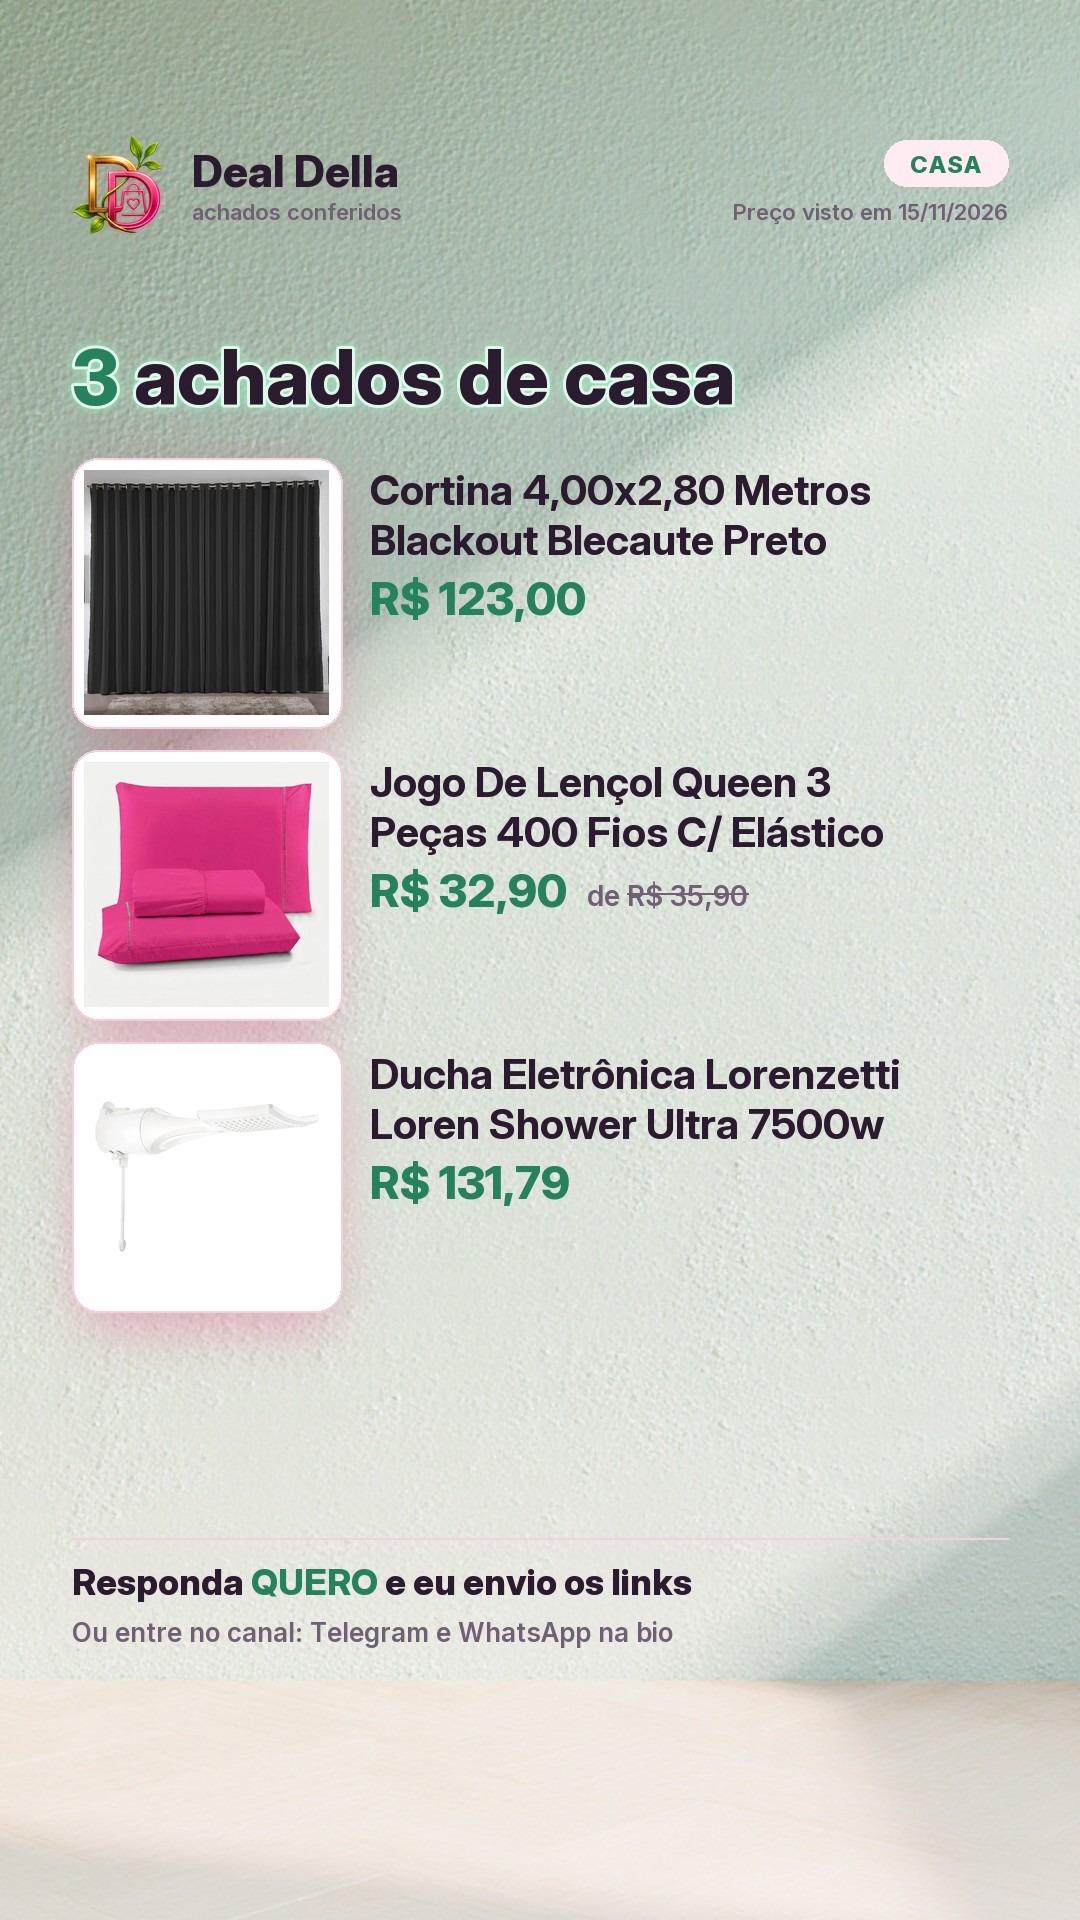 Deal Della
achados conferidos
CASA
Preço visto em 15/11/2026
3 achados de casa
Cortina 4,00x2,80 Metros
Blackout Blecaute Preto
R$ 123,00
Jogo De Lençol Queen 3
Peças 400 Fios C/ Elástico
R$ 32,90 de R$ 35,90
Ducha Eletrônica Lorenzetti
Loren Shower Ultra 7500w
R$ 131,79
Responda QUERO e eu envio os links
Ou entre no canal: Telegram e WhatsApp na bio